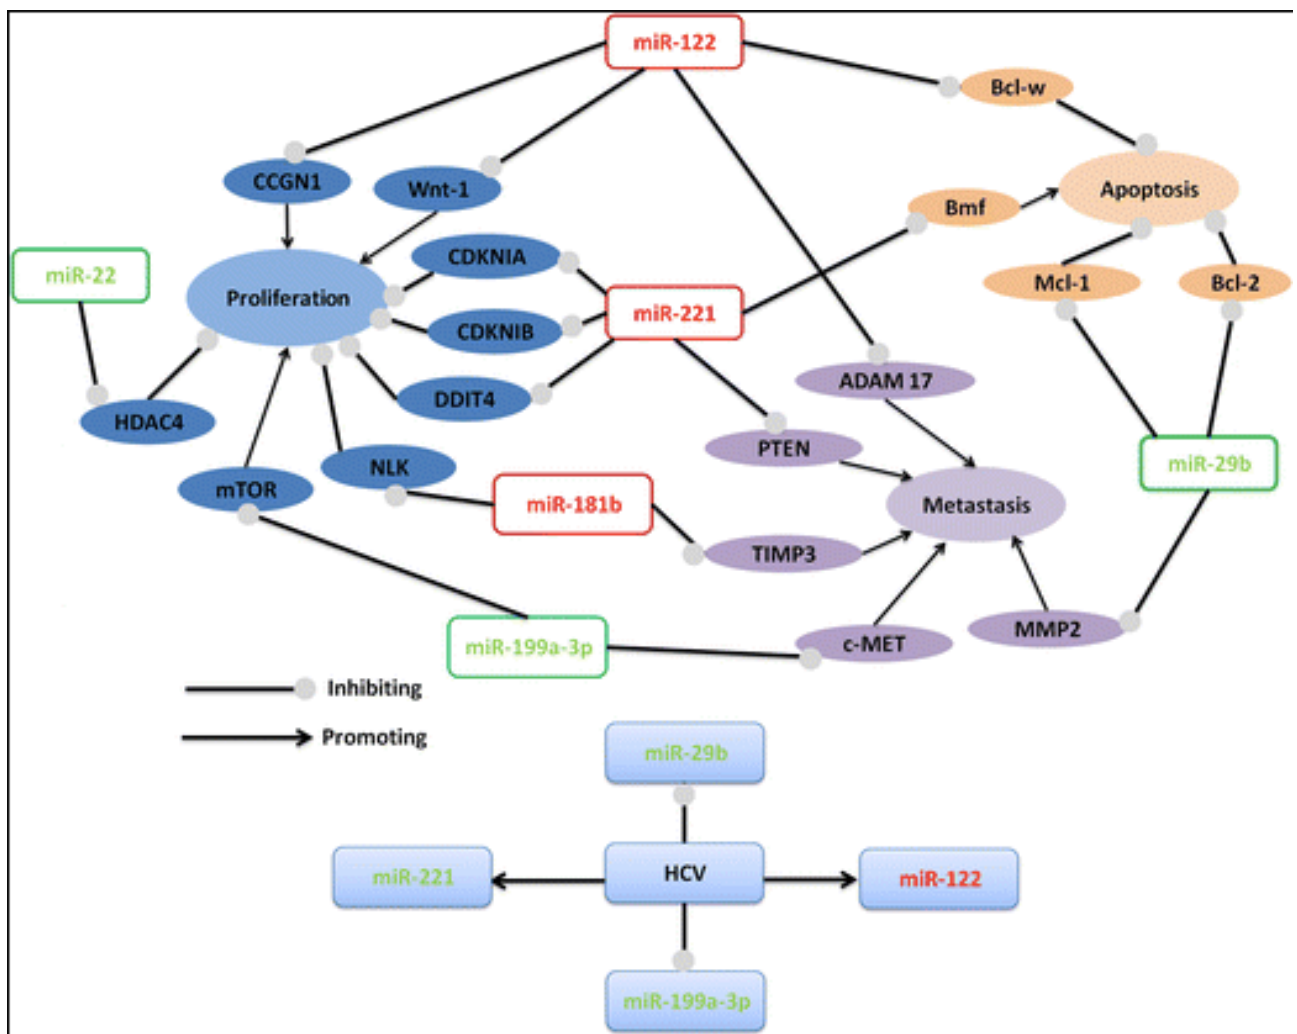 miR-122
Bcl-w
CCGN1
Wnt-1
Apoptosis
Bmf
CDKNIA
miR-22
Proliferation
miR-221
Mcl-1
Bcl-2
CDKNIB
ADAM 17
DDIT4
HDAC4
PTEN
miR-29b
NLK
mTOR
miR-181b
Metastasis
TIMP3
miR-199a-3p
c-MET
MMP2
Inhibiting
Promoting
miR-29b
miR-221
HCV
miR-122
miR-199a-3p